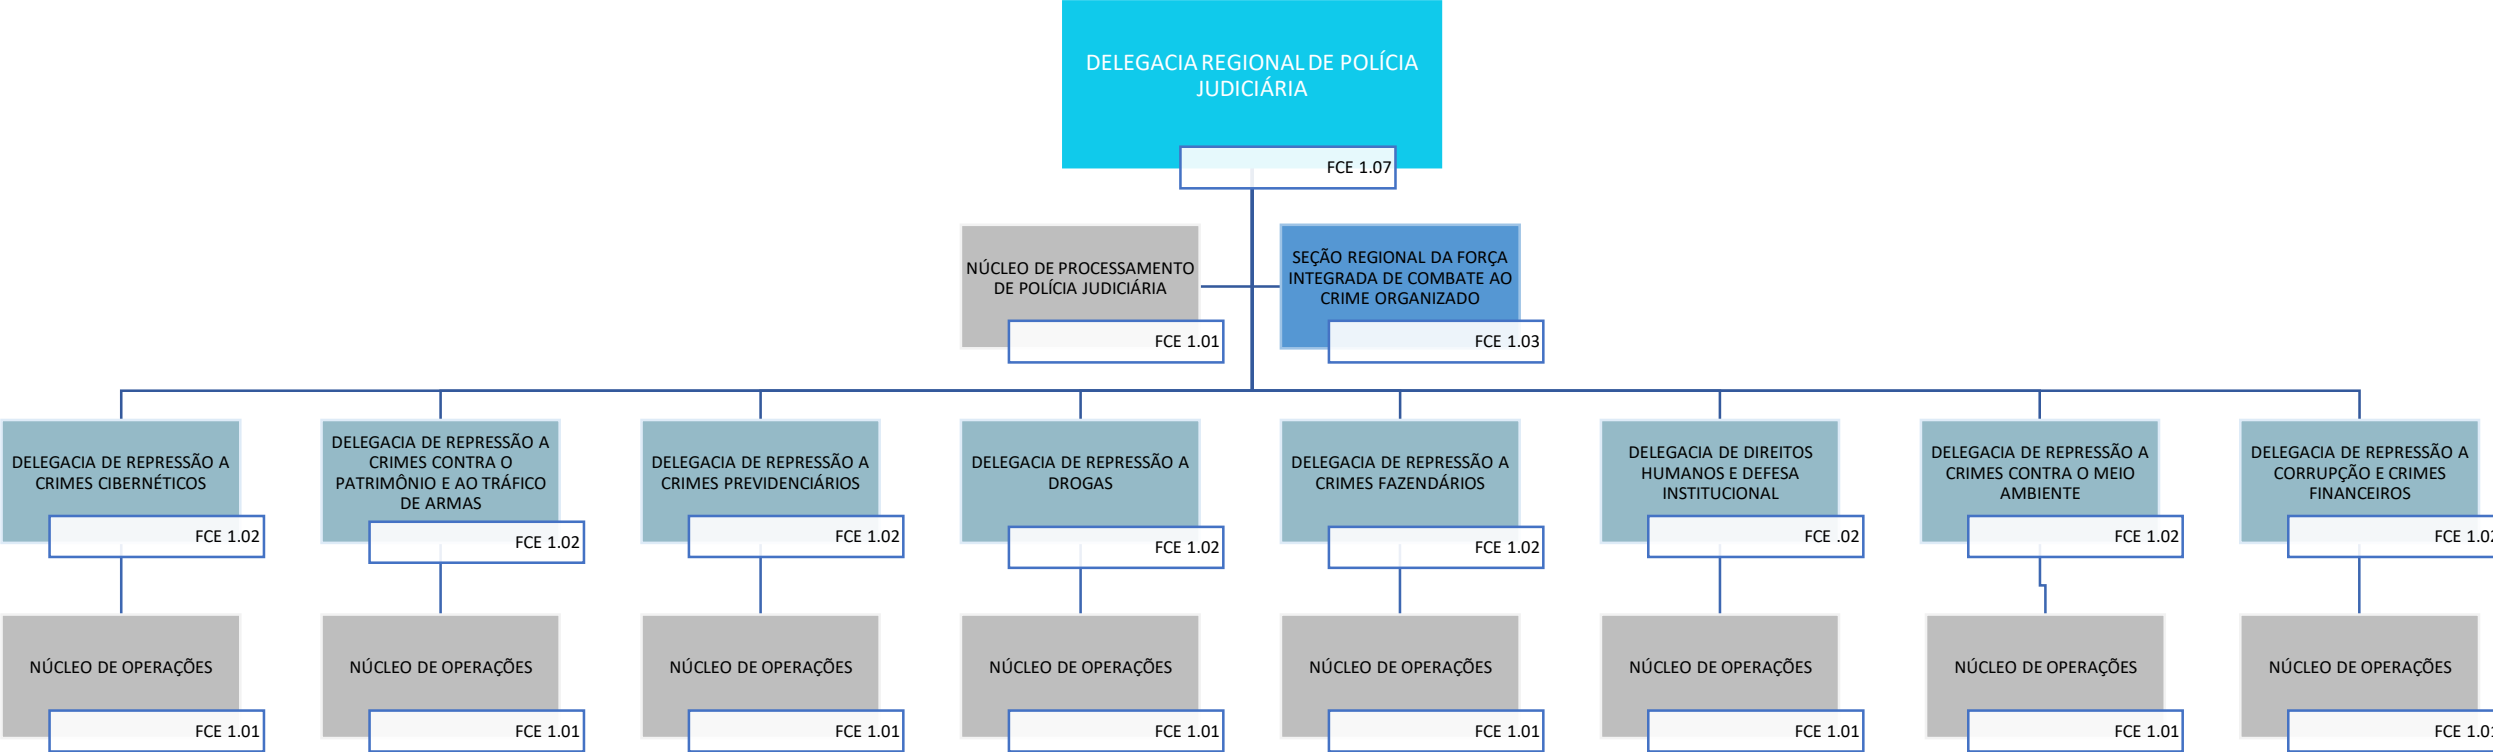 DELEGACIA REGIONAL DE POLÍCIA
JUDICIÁRIA
FCE 1.07
NÚCLEO DE PROCESSAMENTO
DE POLÍCIA JUDICIÁRIA
FCE 1.01
SEÇÃO REGIONAL DA FORÇA
INTEGRADA DE COMBATE AO
CRIME ORGANIZADO
FCE 1.03
DELEGACIA DE REPRESSÃO A
CRIMES CIBERNÉTICOS
FCE 1.02
DELEGACIA DE REPRESSÃO A
CRIMES CONTRA O
PATRIMÔNIO E AO TRÁFICO
DE ARMAS
FCE 1.02
DELEGACIA DE REPRESSÃO A
CRIMES PREVIDENCIÁRIOS
FCE 1.02
DELEGACIA DE REPRESSÃO A
DROGAS
FCE 1.02
DELEGACIA DE REPRESSÃO A
CRIMES FAZENDÁRIOS
FCE 1.02
DELEGACIA DE DIREITOS
HUMANOS E DEFESA
INSTITUCIONAL
FCE .02
DELEGACIA DE REPRESSÃO A
CRIMES CONTRA O MEIO
AMBIENTE
FCE 1.02
DELEGACIA DE REPRESSÃO A
CORRUPÇÃO E CRIMES
FINANCEIROS
FCE 1.02
NÚCLEO DE OPERAÇÕES
FCE 1.01
NÚCLEO DE OPERAÇÕES
FCE 1.01
NÚCLEO DE OPERAÇÕES
FCE 1.01
NÚCLEO DE OPERAÇÕES
FCE 1.01
NÚCLEO DE OPERAÇÕES
FCE 1.01
NÚCLEO DE OPERAÇÕES
FCE 1.01
NÚCLEO DE OPERAÇÕES
FCE 1.01
NÚCLEO DE OPERAÇÕES
FCE 1.01